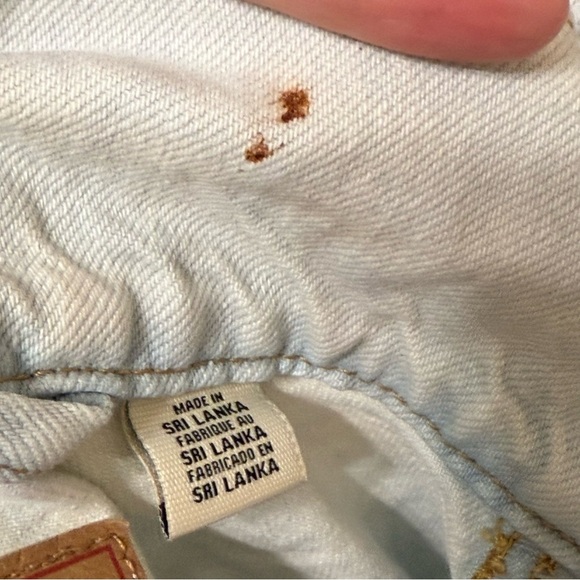 MADE IN
SRI LANKA
FABRIQUE AU
SRI LANKA
FABRICADO EN
SRI LANKA